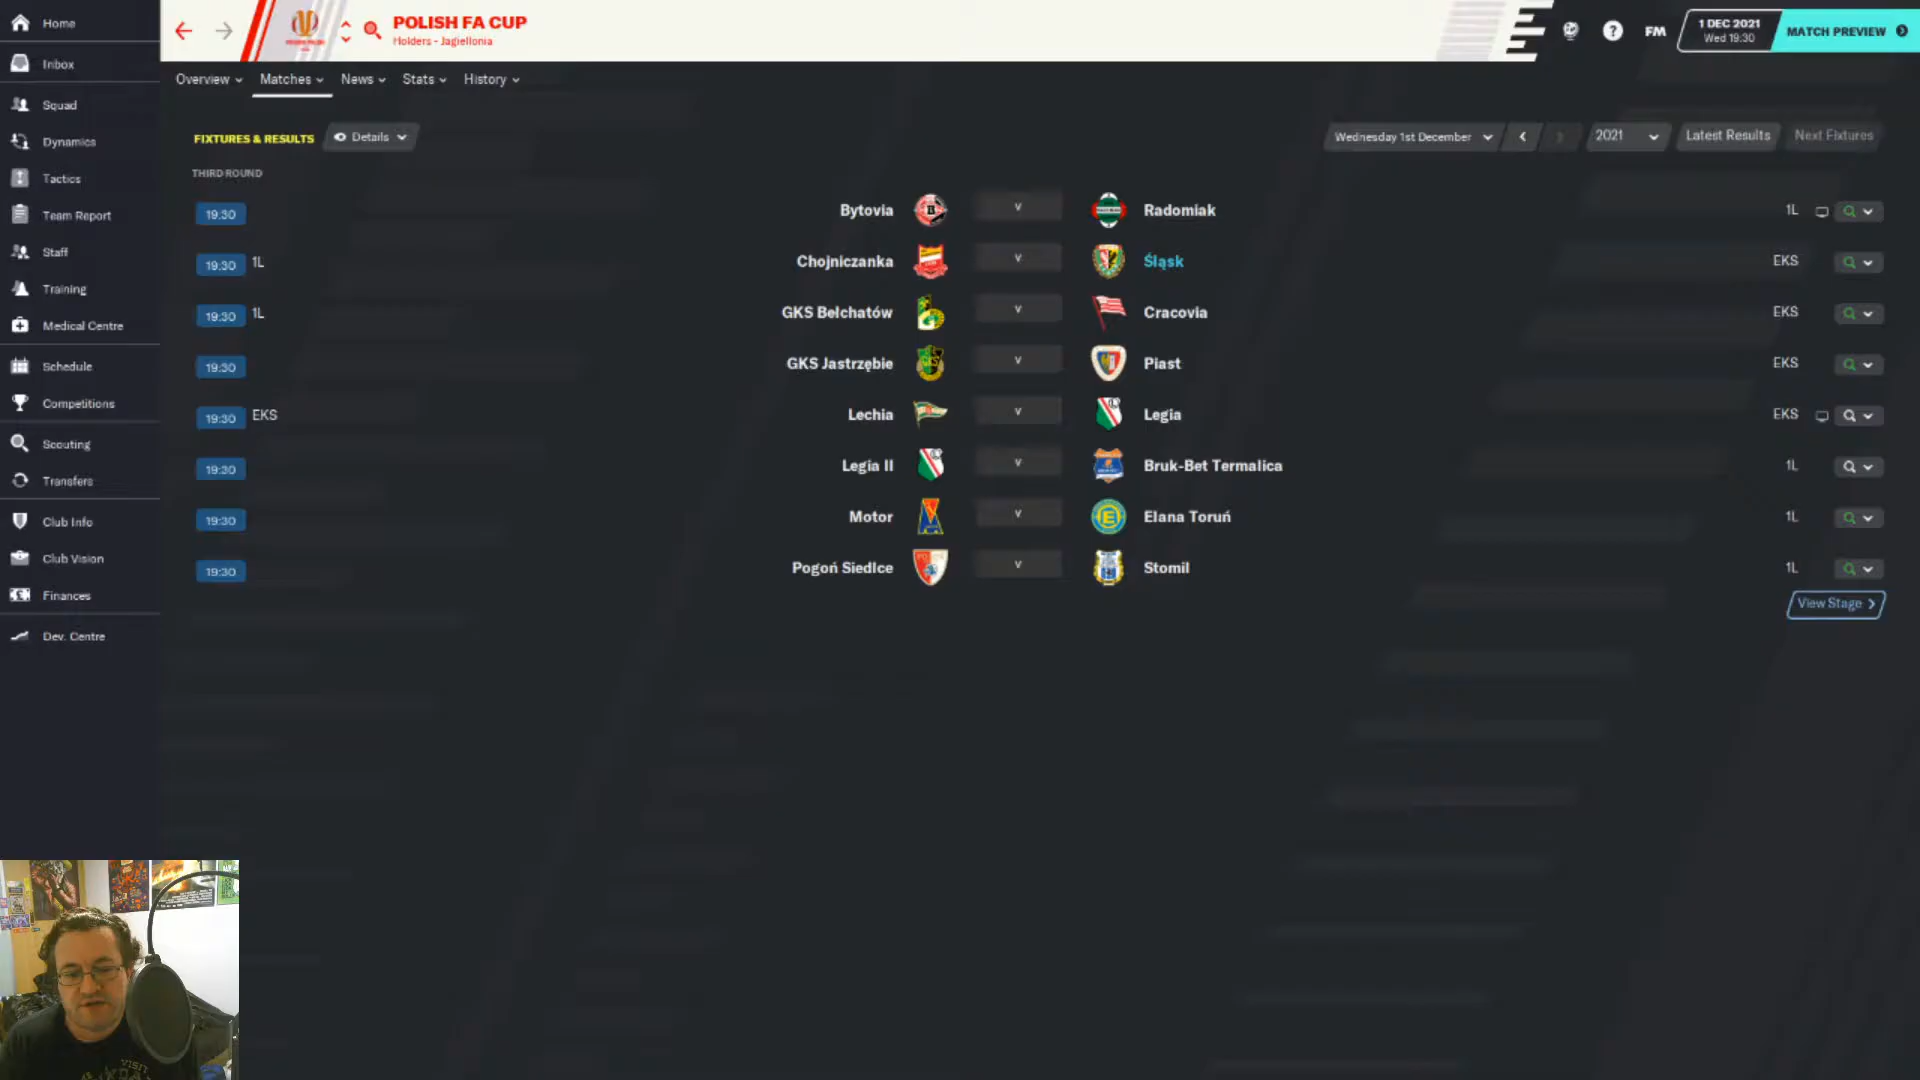 Home
Inbox
Squad
Dynamics
Tactics
Team Report
Staff
Training
Medical Centre
Schedule
Competitions
Scouting
Transfers
Club Info
Club Vision
Finances
Dev. Centre
POLISH FA CUP
Holders - Jagiellonia
FM
1 DEC 2021
Wed 19:30
MATCH PREVIEW
Overview Matches News Stats History
FIXTURES & RESULTS Details
Wednesday 1st December 2021 Latest Results Next Fixtures
THIRD ROUND
19:30 Bytovia v Radomiak 1L
19:30 1L Chojniczanka v Śląsk EKS
19:30 1L GKS Bełchatów v Cracovia EKS
19:30 GKS Jastrzębie v Piast EKS
19:30 EKS Lechia v Legia EKS
19:30 Legia II v Bruk-Bet Termalica 1L
19:30 Motor v Elana Toruń 1L
19:30 Pogoń Siedlce v Stomil 1L
View Stage
VISIT